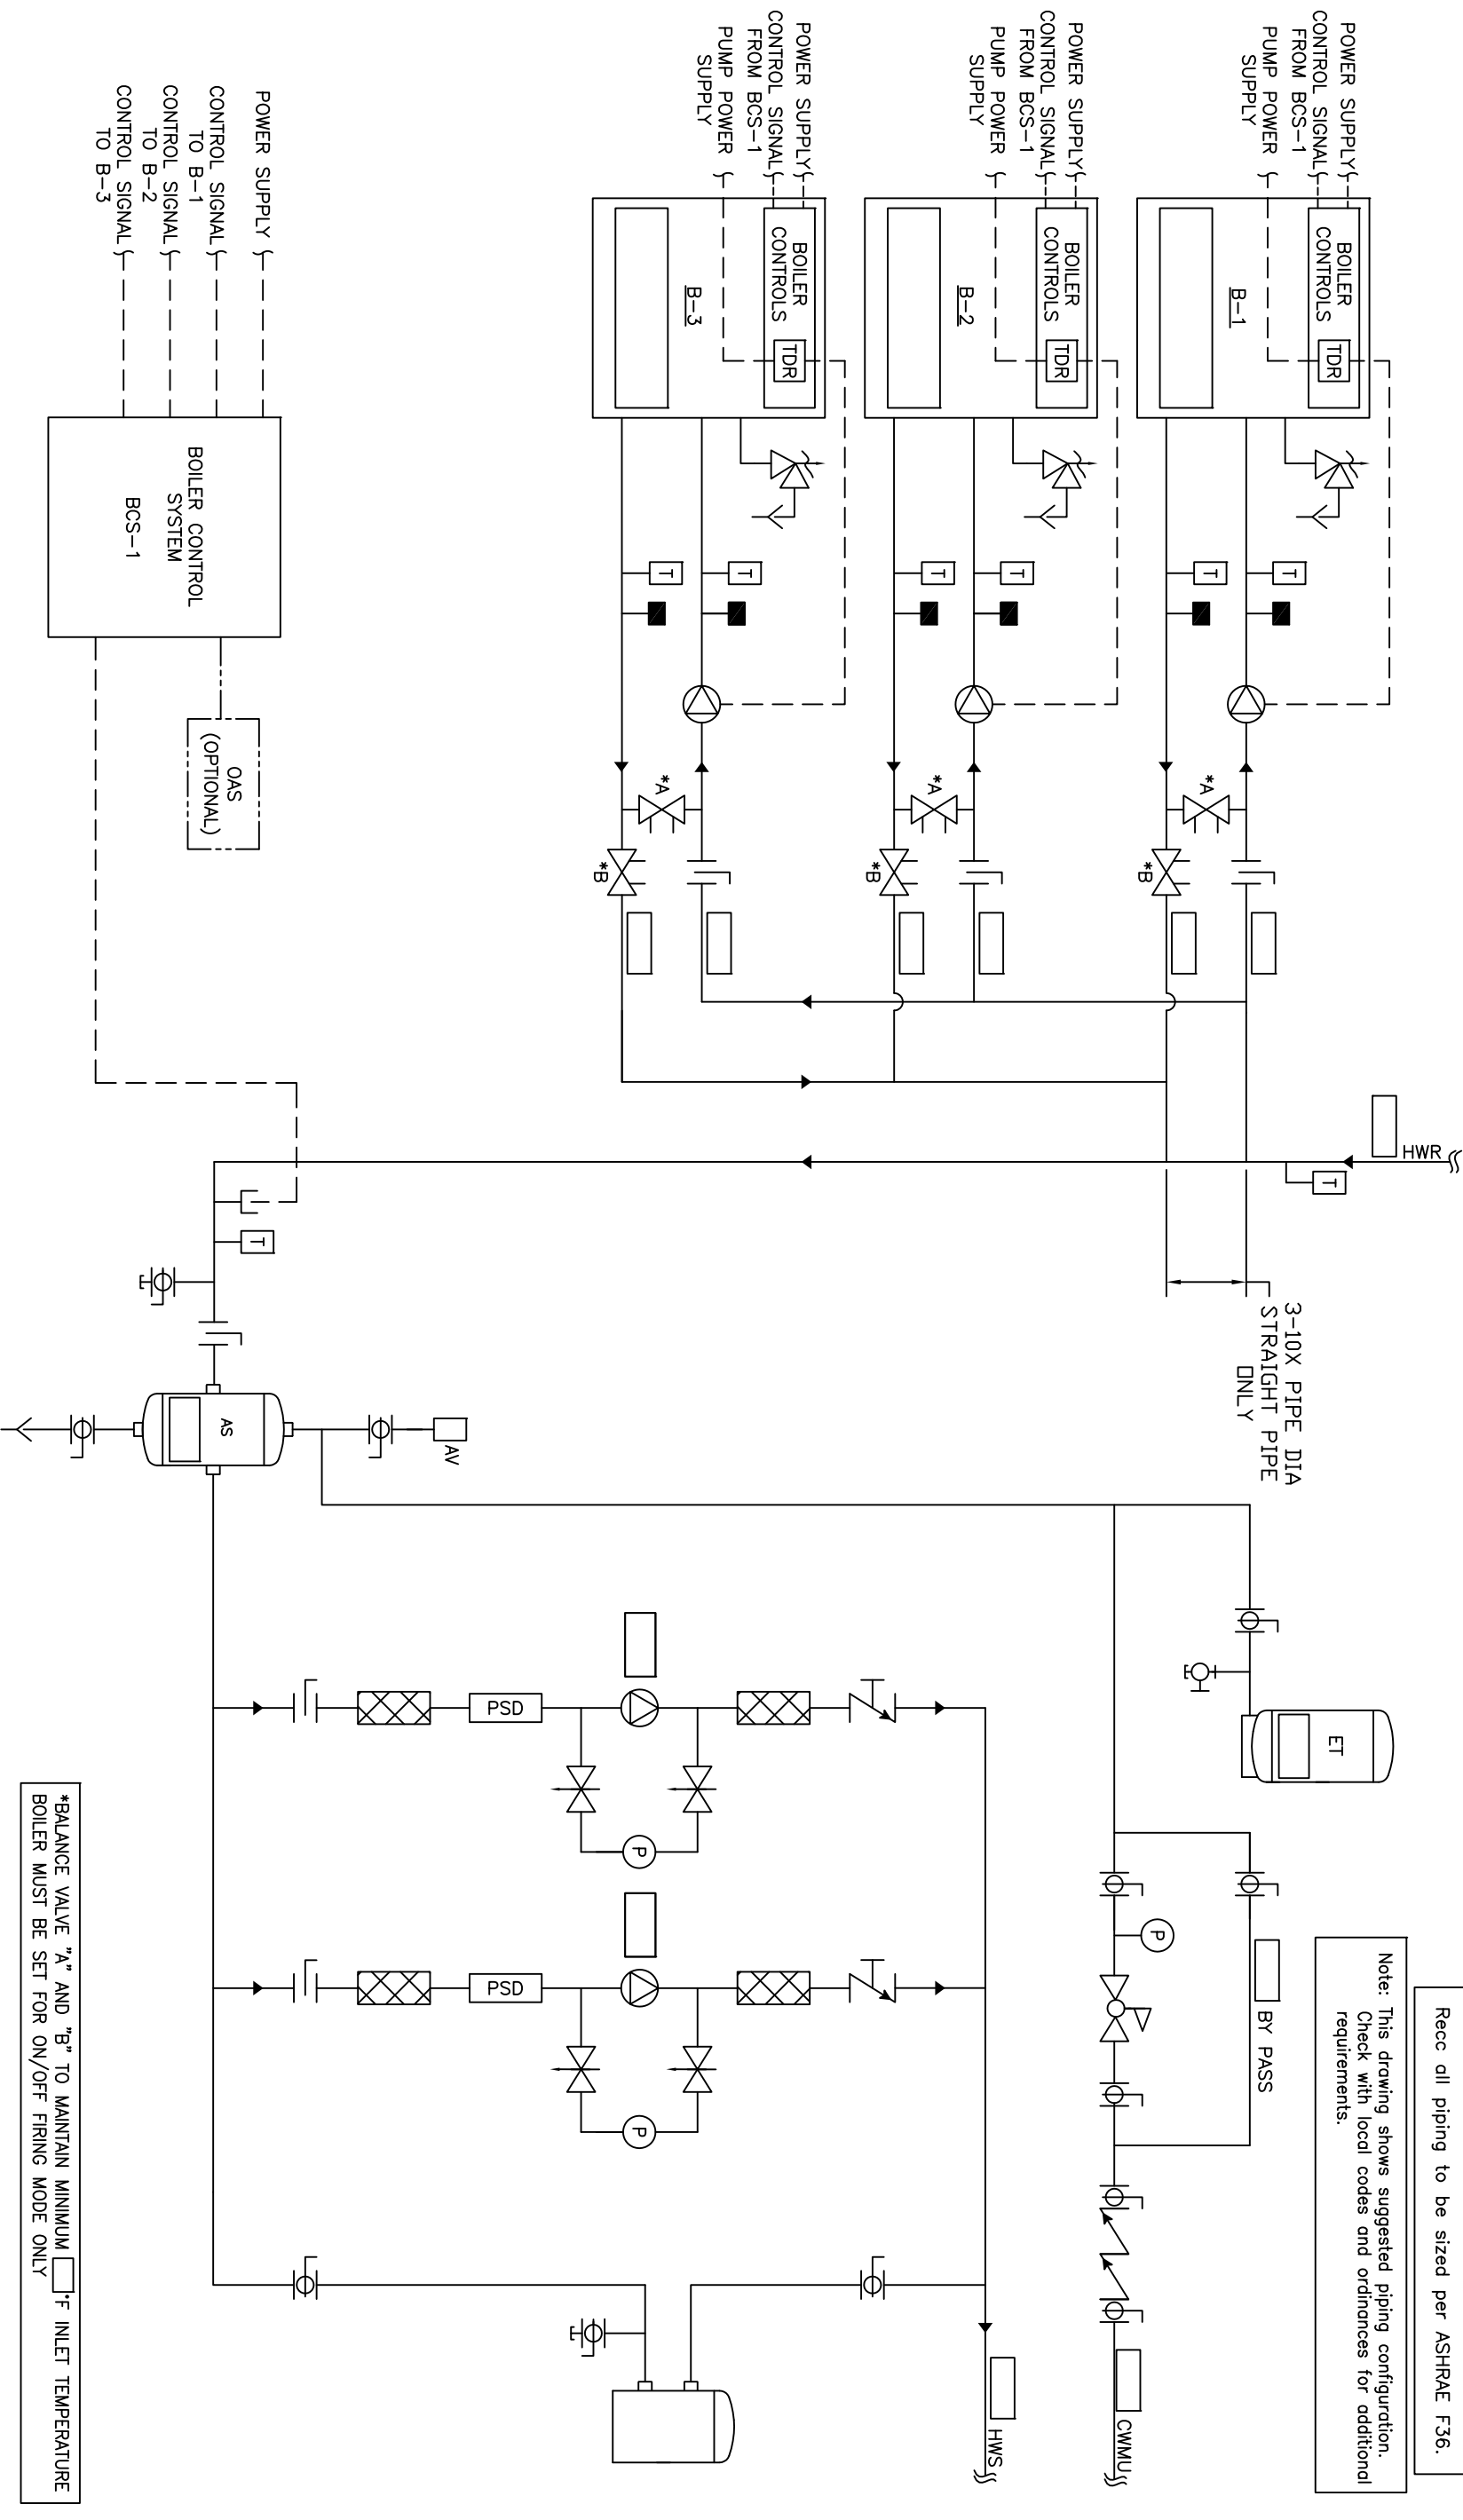 Recc all piping to be sized per ASHRAE F36.
Note: This drawing shows suggested piping configuration.
Check with local codes and ordinances for additional
requirements.
POWER SUPPLY
CONTROL SIGNAL
FROM BCS-1
PUMP POWER
SUPPLY
BOILER
CONTROLS
TDR
B-1
T
T
*A
*B
HWR
T
3-10X PIPE DIA
STRAIGHT PIPE
ONLY
ET
BY PASS
P
CWMU
POWER SUPPLY
CONTROL SIGNAL
FROM BCS-1
PUMP POWER
SUPPLY
BOILER
CONTROLS
TDR
B-2
T
T
*A
*B
HWS
POWER SUPPLY
CONTROL SIGNAL
FROM BCS-1
PUMP POWER
SUPPLY
BOILER
CONTROLS
TDR
B-3
T
T
*A
*B
P
P
PSD
PSD
AV
AS
T
POWER SUPPLY
CONTROL SIGNAL
TO B-1
CONTROL SIGNAL
TO B-2
CONTROL SIGNAL
TO B-3
BOILER CONTROL
SYSTEM
BCS-1
OAS
(OPTIONAL)
*BALANCE VALVE "A" AND "B" TO MAINTAIN MINIMUM °F INLET TEMPERATURE
BOILER MUST BE SET FOR ON/OFF FIRING MODE ONLY